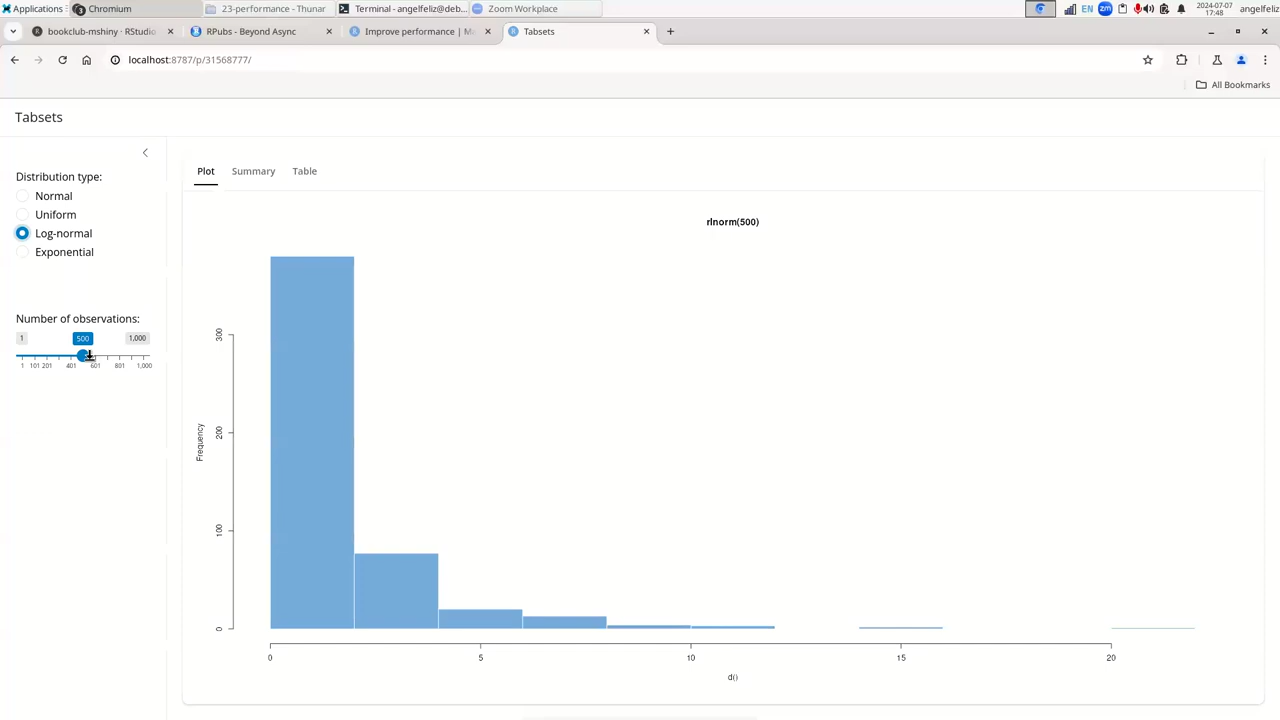 Applications
Chromium
23-performance - Thunar
Terminal - angelfeliz@deb...
Zoom Workplace
EN
zm
2024-07-07
17:48
angelfeliz
bookclub-mshiny · RStudio
RPubs - Beyond Async
Improve performance | M
Tabsets
localhost:8787/p/31568777/
All Bookmarks
Tabsets
Distribution type:
Normal
Uniform
Log-normal
Exponential
Number of observations:
1 500 1,000
1 101 201 401 601 801 1,000
Plot Summary Table
rlnorm(500)
Frequency
300
200
100
0
0 5 10 15 20
d()